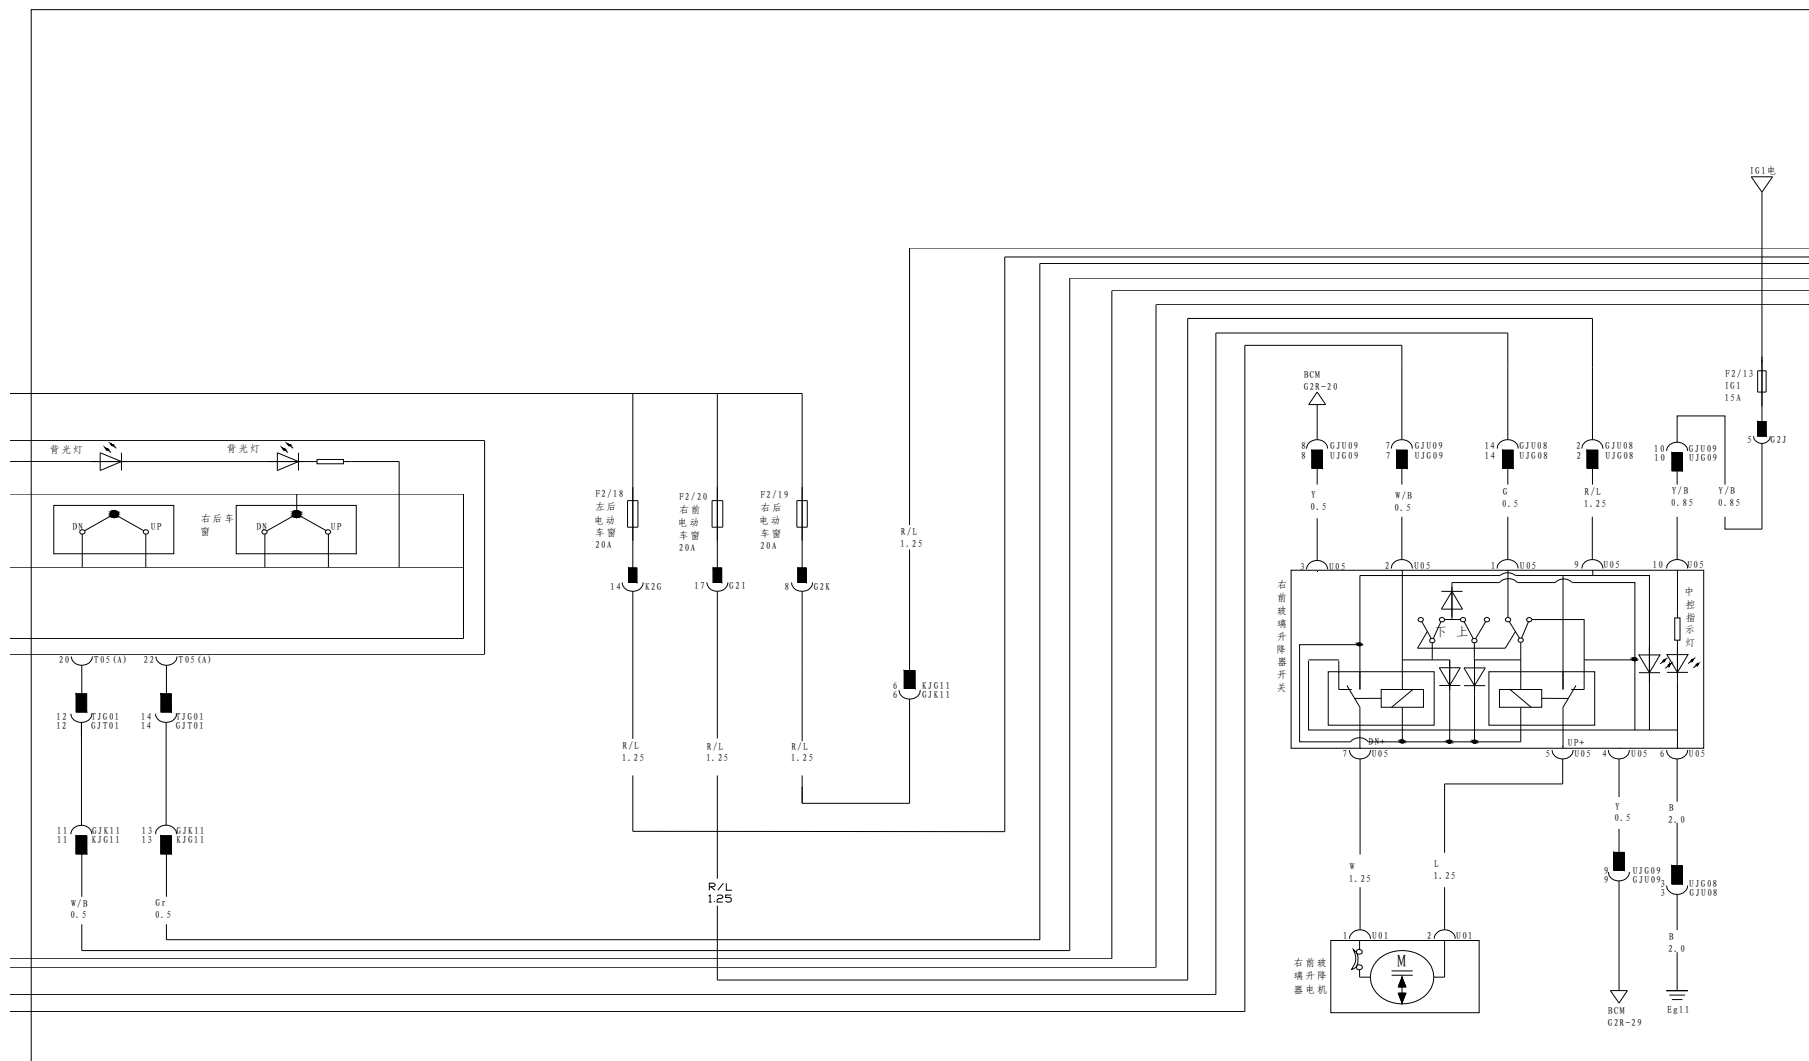 IG1电
F2/13
IG1
15A
5
G2J
BCM
G2R-20
8 GJU09
8 UJG09
7 GJU09
7 UJG09
14 GJU08
14 UJG08
2 GJU08
2 UJG08
10 GJU09
10 UJG09
Y
0.5
W/B
0.5
G
0.5
R/L
1.25
Y/B
0.85
Y/B
0.85
背光灯
背光灯
DN
UP
右后车
窗
DN
UP
F2/18
左后
电动
车窗
20A
F2/20
右前
电动
车窗
20A
F2/19
右后
电动
车窗
20A
R/L
1.25
14 K2G
17 G2I
8 G2K
3 U05
2 U05
1 U05
9 U05
10 U05
右前玻璃升降器开关
下 上
中控指示灯
20 T05(A)
22 T05(A)
6 KJG11
6 GJK11
12 TJG01
12 GJT01
14 TJG01
14 GJT01
R/L
1.25
R/L
1.25
R/L
1.25
DN+
UP+
7 U05
5 U05
4 U05
6 U05
11 GJK11
11 KJG11
13 GJK11
13 KJG11
Y
0.5
B
2.0
W
1.25
L
1.25
9 UJG09
9 GJU09
3 UJG08
3 GJU08
R/L
1.25
W/B
0.5
Gr
0.5
B
2.0
1 U01
2 U01
右前玻
璃升降
器电机
M
BCM
G2R-29
Eg11